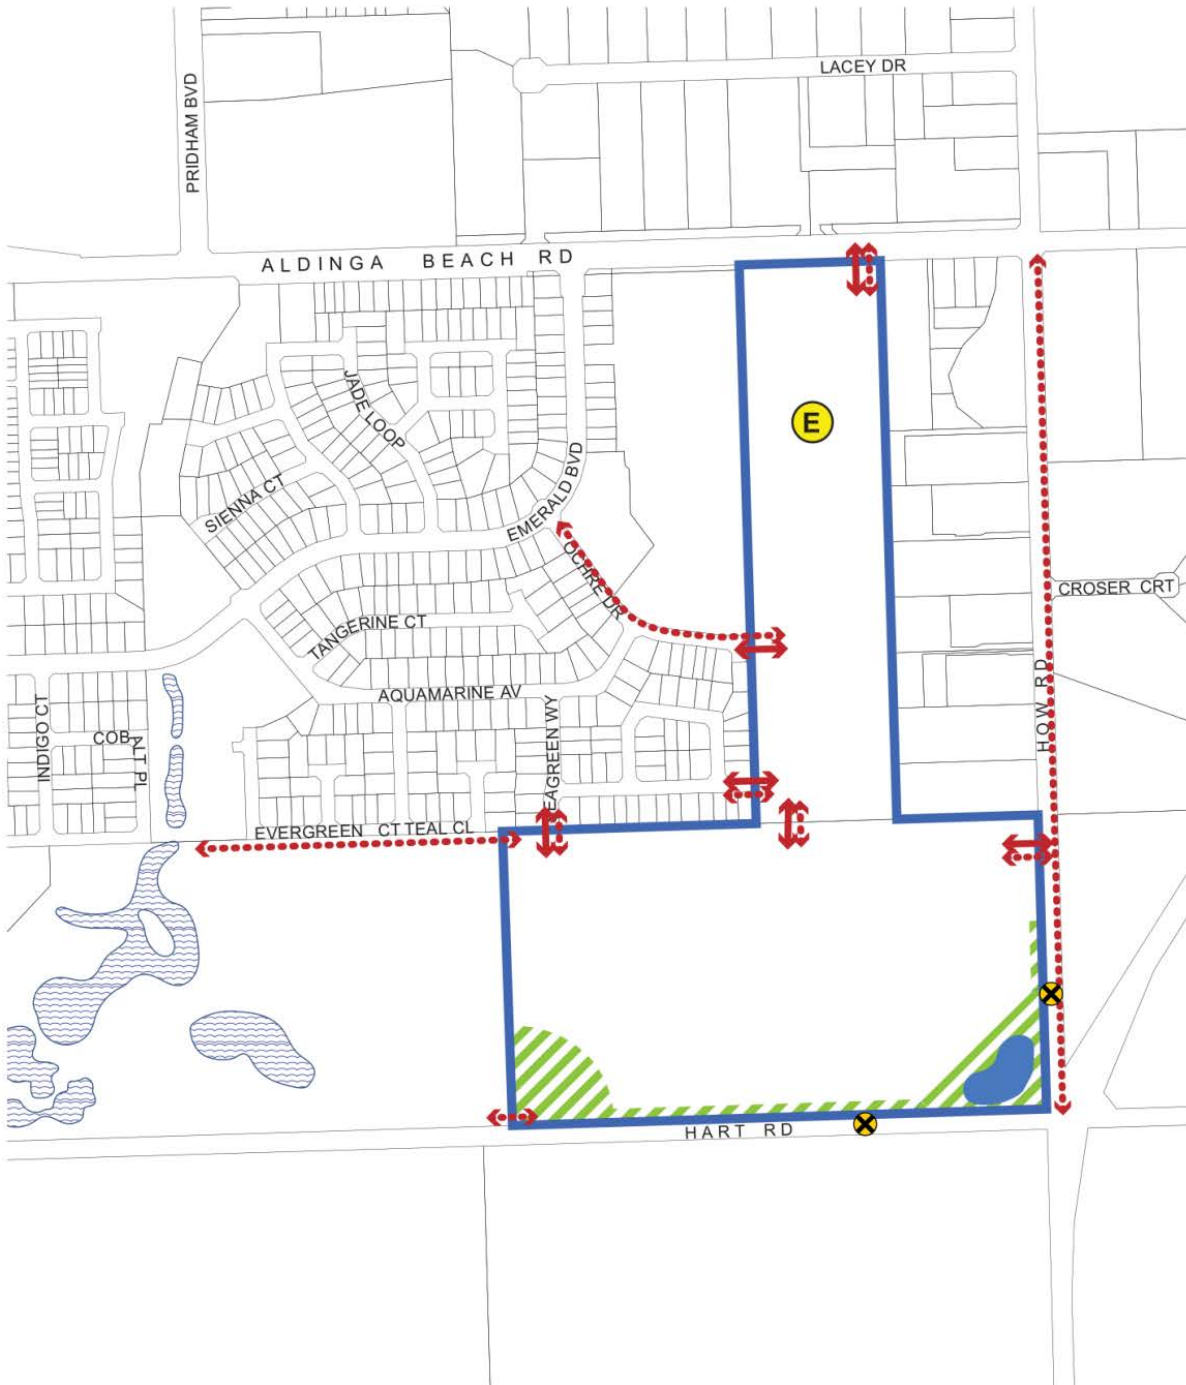 LACEY DR
PRIDHAM BVD
ALDINGA BEACH RD
JADE LOOP
E
SIENNA CT
EMERALD BVD
OCHRE DR
CROSER CRT
TANGERINE CT
HOW RD
AQUAMARINE AV
INDIGO CT
COBALT PL
EAGREEN WY
EVERGREEN CT TEAL CL
HART RD